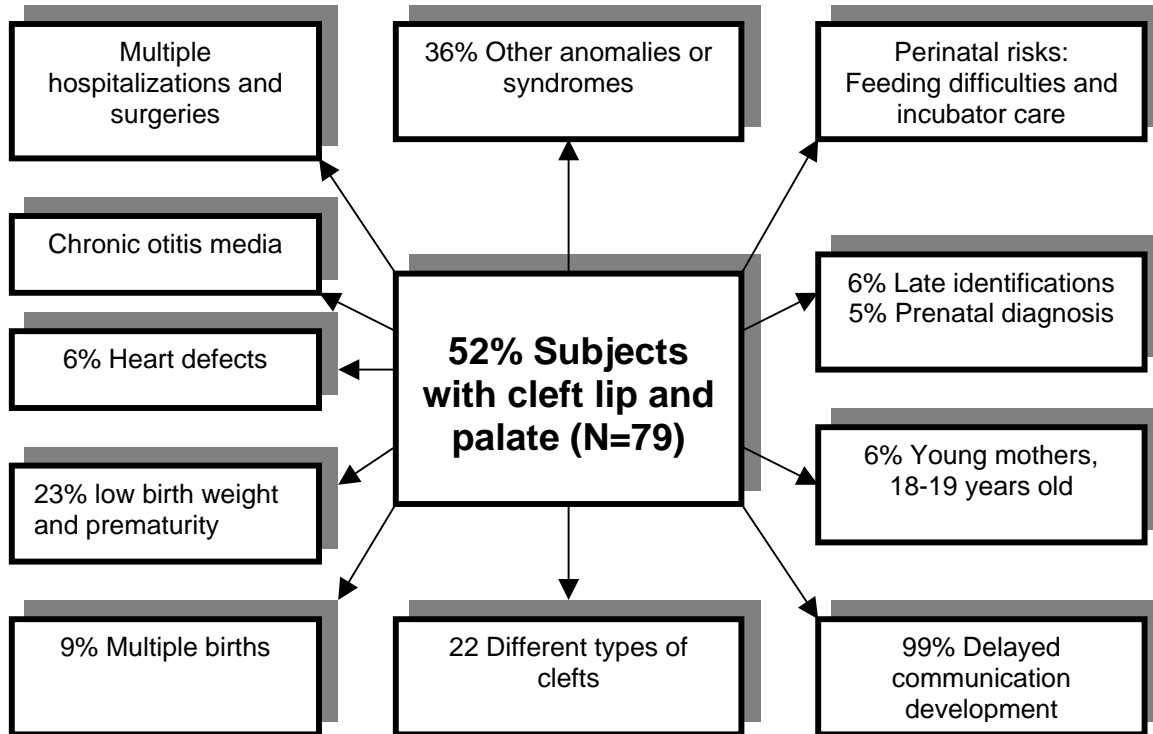 Multiple
hospitalizations and
surgeries
36% Other anomalies or
syndromes
Perinatal risks:
Feeding difficulties and
incubator care
Chronic otitis media
6% Heart defects
23% low birth weight
and prematurity
9% Multiple births
52% Subjects
with cleft lip and
palate (N=79)
22 Different types of
clefts
6% Late identifications
5% Prenatal diagnosis
6% Young mothers,
18-19 years old
99% Delayed
communication
development